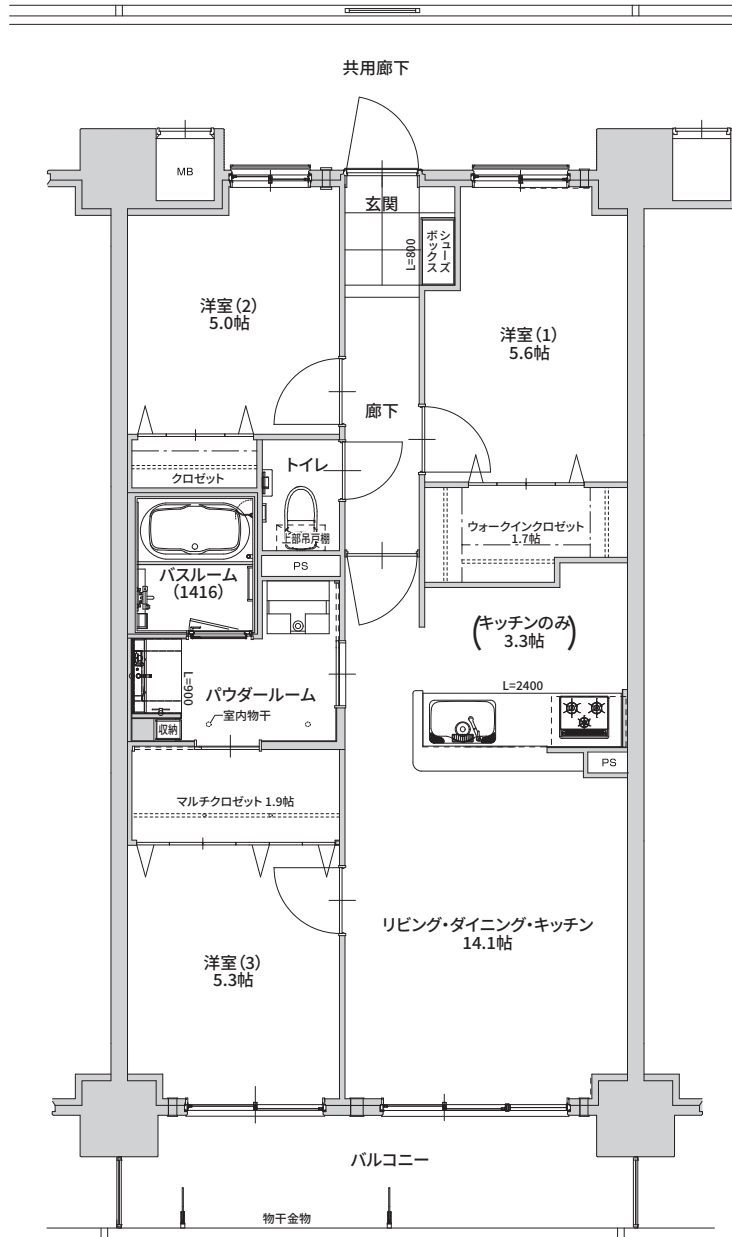 共用廊下
MB
玄関
シューズ
ボックス
L=800
洋室(2)
5.0帖
洋室(1)
5.6帖
廊下
トイレ
クロゼット
上部吊戸棚
ウォークインクロゼット
1.7帖
PS
バスルーム
(1416)
(キッチンのみ)
3.3帖
L=2400
L=900
パウダールーム
室内物干
収納
PS
マルチクロゼット 1.9帖
リビング・ダイニング・キッチン
14.1帖
洋室(3)
5.3帖
バルコニー
物干金物